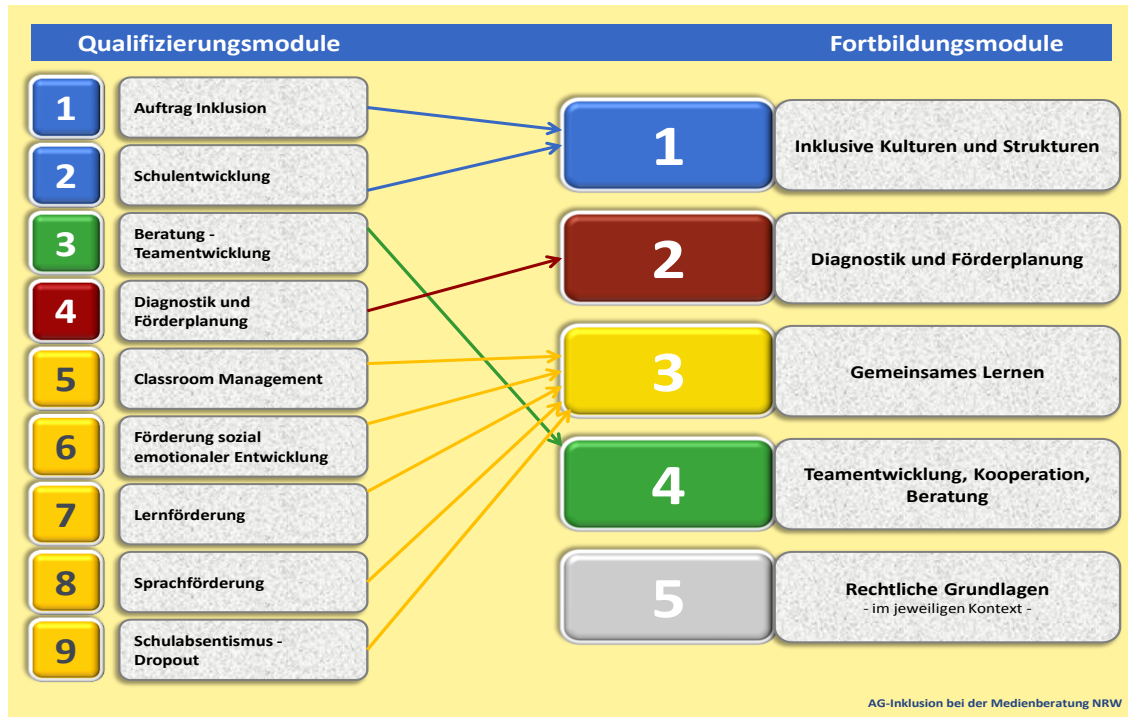 Qualifizierungsmodule
Fortbildungsmodule
1
Auftrag Inklusion
2
Schulentwicklung
3
Beratung -
Teamentwicklung
4
Diagnostik und
Förderplanung
5
Classroom Management
6
Förderung sozial
emotionaler Entwicklung
7
Lernförderung
8
Sprachförderung
9
Schulabsentismus -
Dropout
1
Inklusive Kulturen und Strukturen
2
Diagnostik und Förderplanung
3
Gemeinsames Lernen
4
Teamentwicklung, Kooperation,
Beratung
5
Rechtliche Grundlagen
- im jeweiligen Kontext -
AG-Inklusion bei der Medienberatung NRW